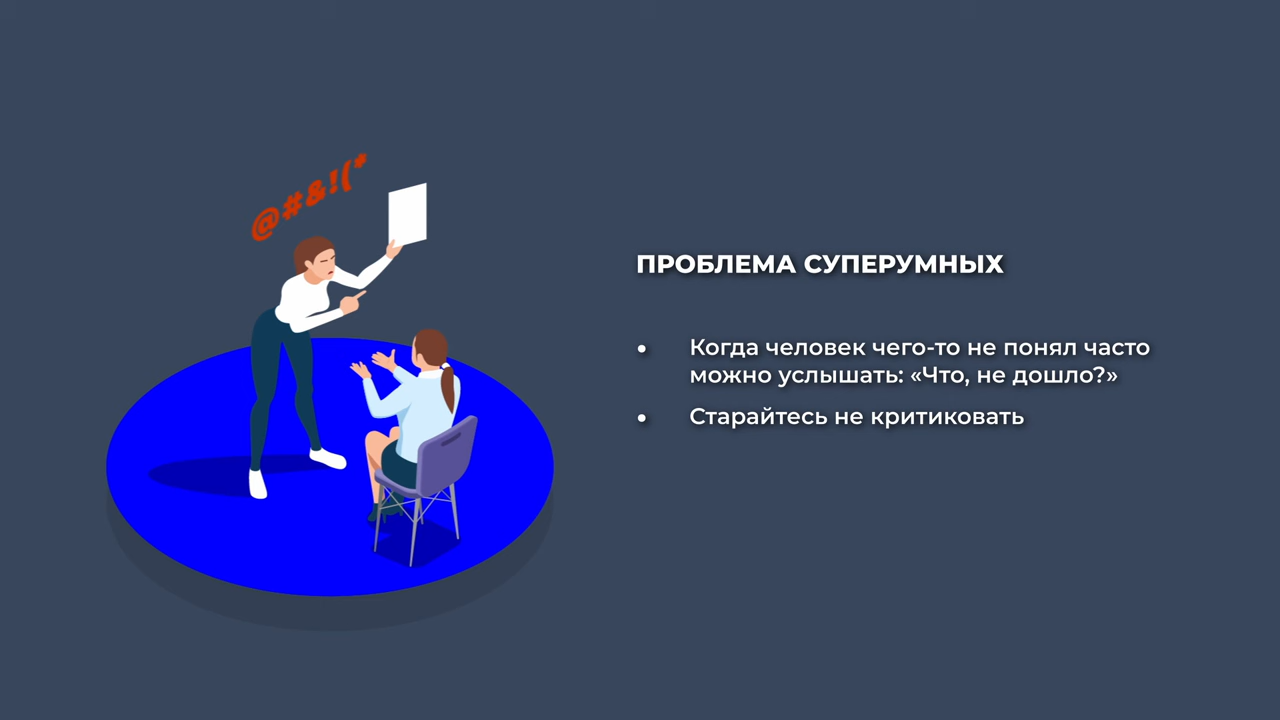 @#&!(*
ПРОБЛЕМА СУПЕРУМНЫХ
• Когда человек чего-то не понял часто
можно услышать: «Что, не дошло?»
• Старайтесь не критиковать